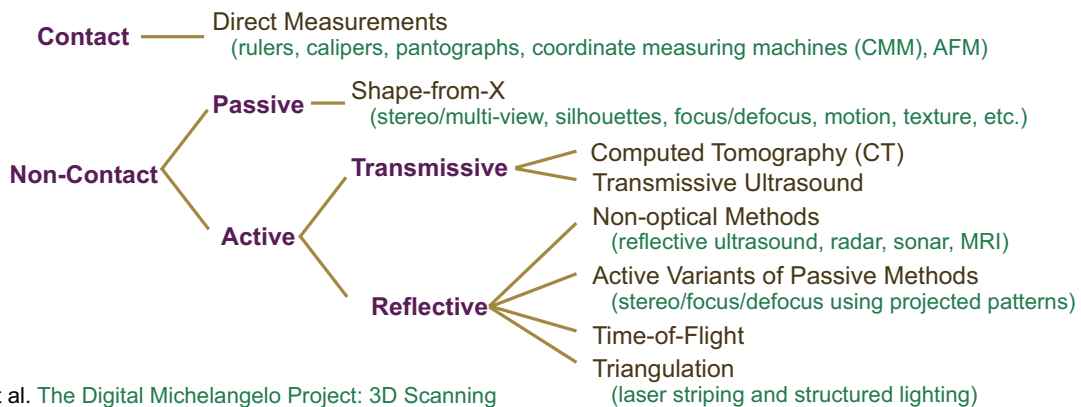 Contact
Direct Measurements
(rulers, calipers, pantographs, coordinate measuring machines (CMM), AFM)
Non-Contact
Passive
Shape-from-X
(stereo/multi-view, silhouettes, focus/defocus, motion, texture, etc.)
Active
Transmissive
Computed Tomography (CT)
Transmissive Ultrasound
Reflective
Non-optical Methods
(reflective ultrasound, radar, sonar, MRI)
Active Variants of Passive Methods
(stereo/focus/defocus using projected patterns)
Time-of-Flight
Triangulation
(laser striping and structured lighting)
al. The Digital Michelangelo Project: 3D Scanning